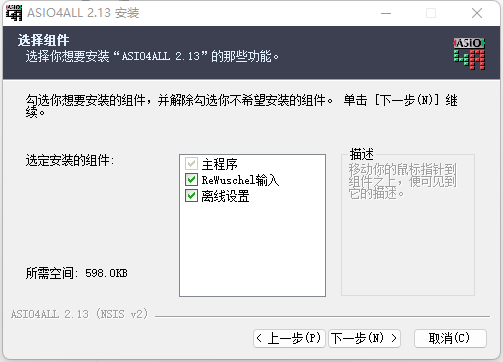 ASIO4ALL 2.13 安装
选择组件
选择你想要安装“ASIO4ALL 2.13”的那些功能。
ASIO
勾选你想要安装的组件，并解除勾选你不希望安装的组件。 单击 [下一步(N)] 继
续。
选定安装的组件:
主程序
ReWuschel输入
离线设置
描述
移动你的鼠标指针到
组件之上，便可见到
它的描述。
所需空间: 598.0KB
ASIO4ALL 2.13 (NSIS v2)
< 上一步(P)
下一步(N) >
取消(C)